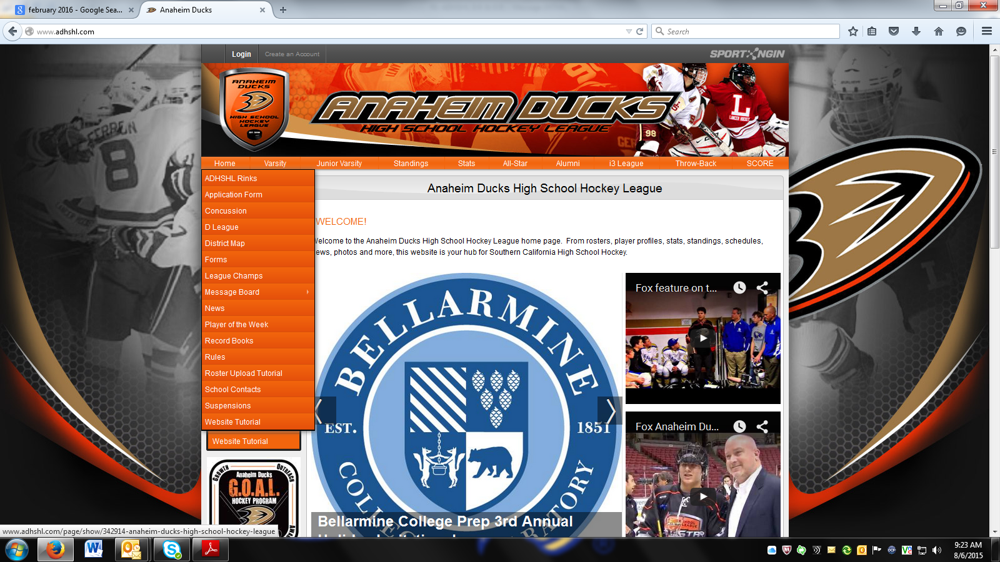 february 2016 - Google Sea...
Anaheim Ducks
www.adhshl.com
Search
Login
Create an Account
SPORT NGIN
ANAHEIM
DUCKS
HIGH SCHOOL
HOCKEY
LEAGUE
ANAHEIM DUCKS
HIGH SCHOOL HOCKEY LEAGUE
98
L
LANCER HOCKEY
8
Home
Varsity
Junior Varsity
Standings
Stats
All-Star
Alumni
i3 League
Throw-Back
SCORE
ADHSHL Rinks
Application Form
Concussion
D League
District Map
Forms
League Champs
Message Board
News
Player of the Week
Record Books
Rules
Roster Upload Tutorial
School Contacts
Suspensions
Website Tutorial
Website Tutorial
GROWTH
OUTREACH
Anaheim Ducks
G.O.A.L.
HOCKEY PROGRAM
Anaheim Ducks High School Hockey League
WELCOME!
Welcome to the Anaheim Ducks High School Hockey League home page. From rosters, player profiles, stats, standings, schedules,
ews, photos and more, this website is your hub for Southern California High School Hockey.
BELLARMINE
EST. 1851
Bellarmine College Prep 3rd Annual
Fox feature on t...
Fox Anaheim Du...
www.adhshl.com/page/show/342914-anaheim-ducks-high-school-hockey-league
9:23 AM
8/6/2015